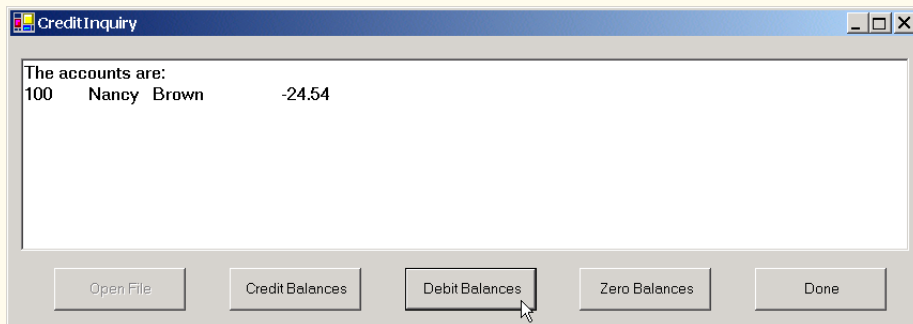 CreditInquiry
The accounts are:
100 Nancy Brown -24.54
Open File Credit Balances Debit Balances Zero Balances Done